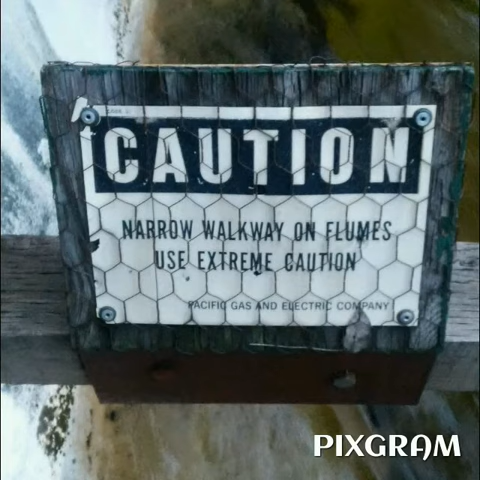 CAUTION
NARROW WALKWAY ON FLUMES
USE EXTREME CAUTION
PACIFIC GAS AND ELECTRIC COMPANY
PIXGRAM